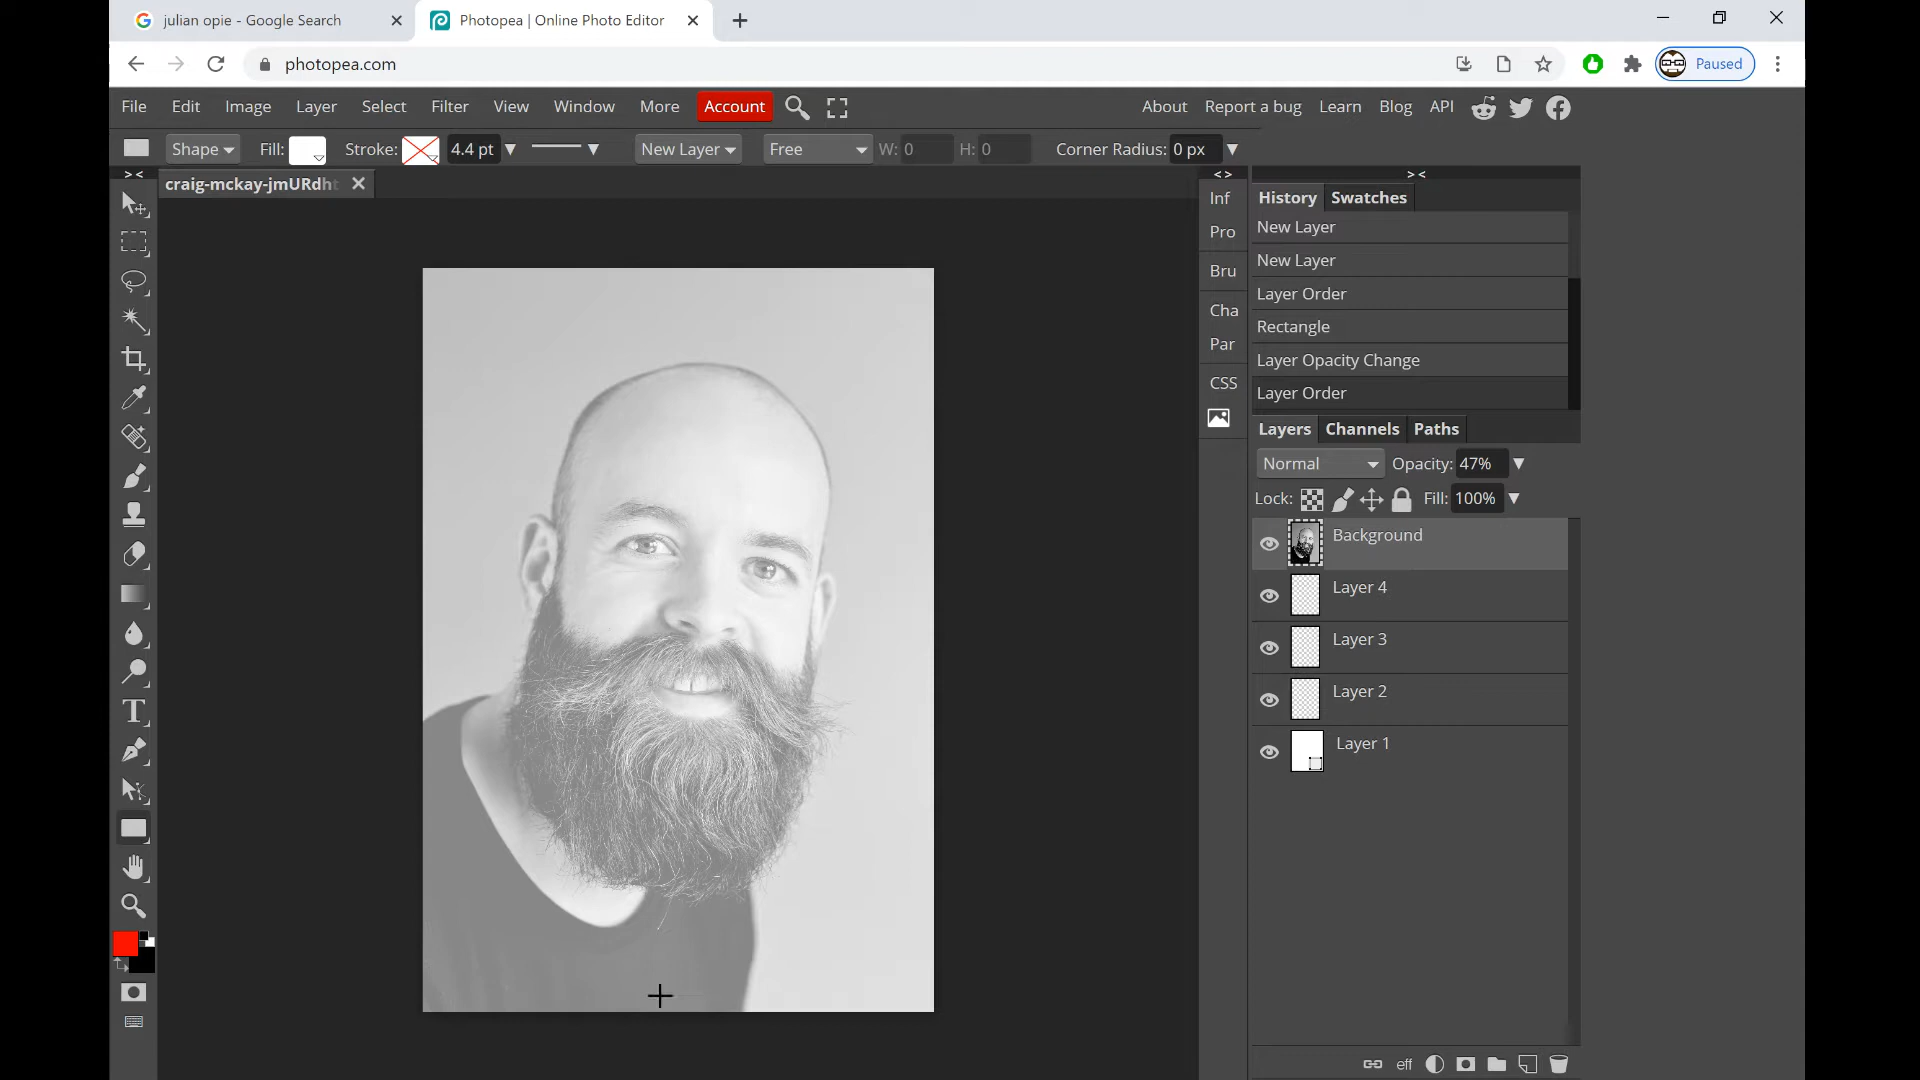 julian opie - Google Search
Photopea | Online Photo Editor
photopea.com
Paused
File Edit Image Layer Select Filter View Window More Account
About Report a bug Learn Blog API
Shape Fill: Stroke: 4.4 pt New Layer Free W: 0 H: 0 Corner Radius: 0 px
craig-mckay-jmURdht
Inf
Pro
Bru
Cha
Par
CSS
History Swatches
New Layer
New Layer
Layer Order
Rectangle
Layer Opacity Change
Layer Order
Layers Channels Paths
Normal Opacity: 47%
Lock: Fill: 100%
Background
Layer 4
Layer 3
Layer 2
Layer 1
eff